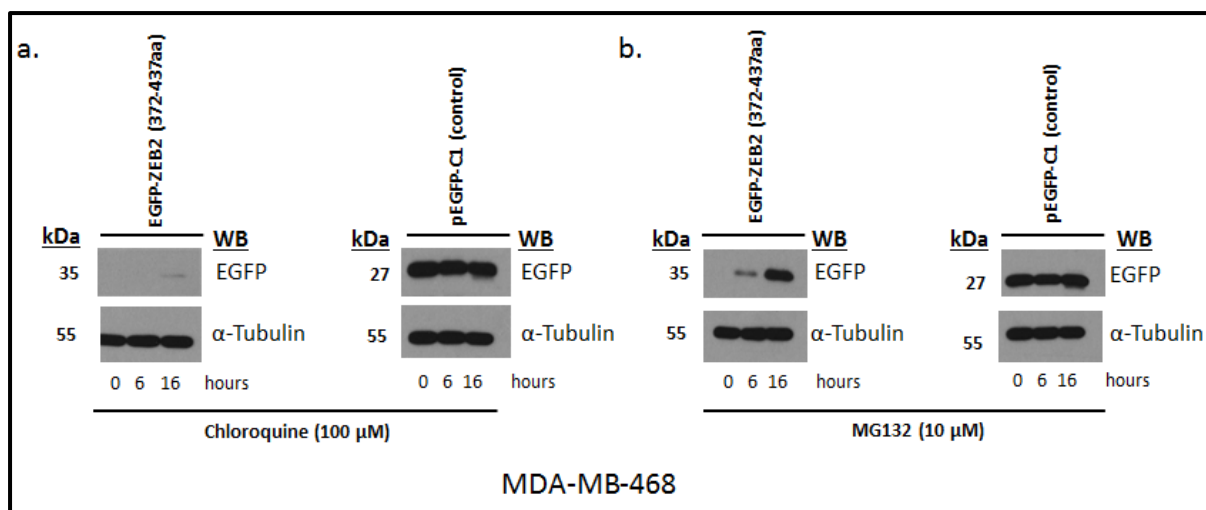 a.
EGFP-ZEB2 (372-437aa)
pEGFP-C1 (control)
kDa WB kDa WB
35 EGFP 27 EGFP
55 α-Tubulin 55 α-Tubulin
0 6 16 hours 0 6 16 hours
Chloroquine (100 μM)
b.
EGFP-ZEB2 (372-437aa)
pEGFP-C1 (control)
kDa WB kDa WB
35 EGFP 27 EGFP
55 α-Tubulin 55 α-Tubulin
0 6 16 hours 0 6 16 hours
MG132 (10 μM)
MDA-MB-468